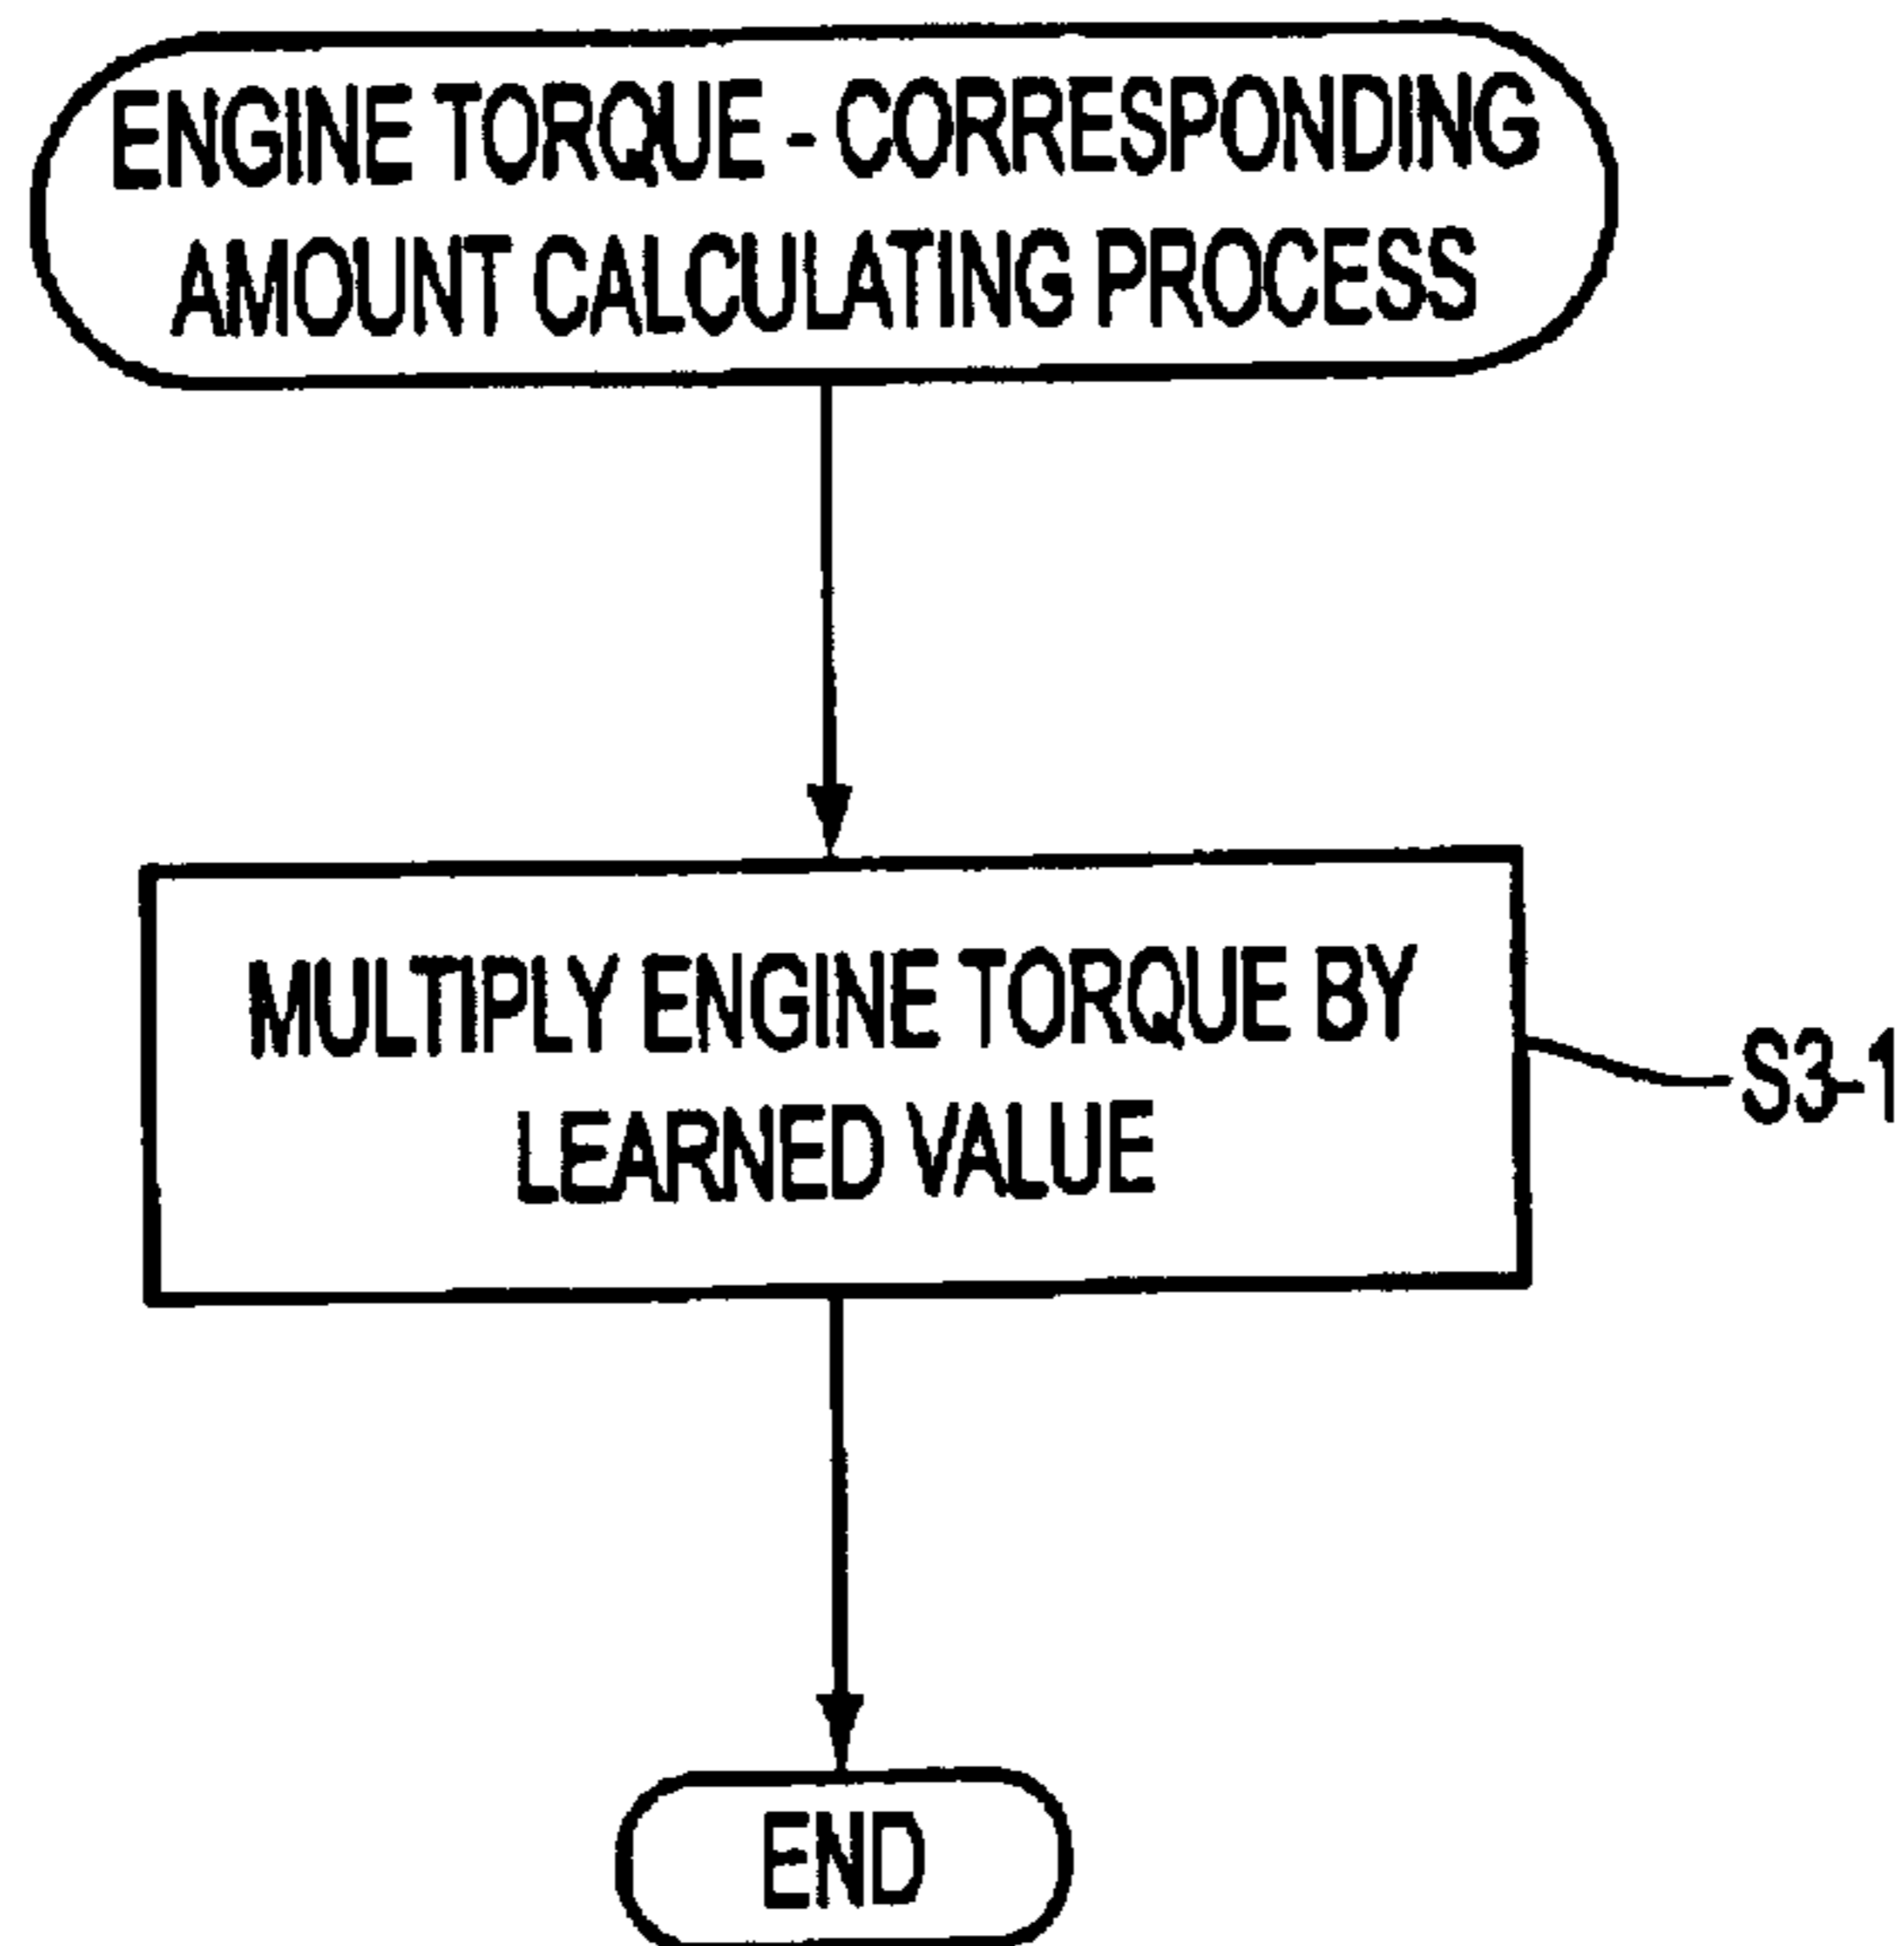 ENGINE TORQUE - CORRESPONDING
AMOUNT CALCULATING PROCESS
MULTIPLY ENGINE TORQUE BY
LEARNED VALUE
S3-1
END